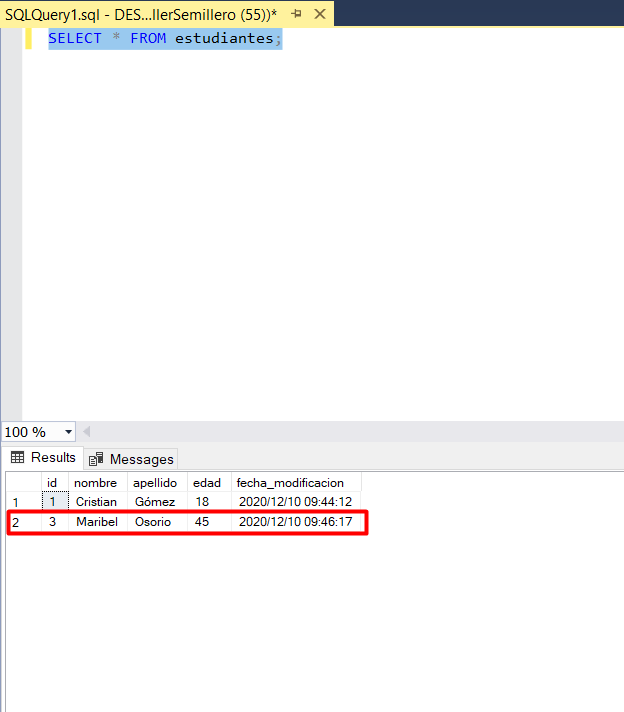 SQLQuery1.sql - DES...llerSemillero (55))*
SELECT * FROM estudiantes;
100 %
Results Messages
id nombre apellido edad fecha_modificacion
1 1 Cristian Gómez 18 2020/12/10 09:44:12
2 3 Maribel Osorio 45 2020/12/10 09:46:17